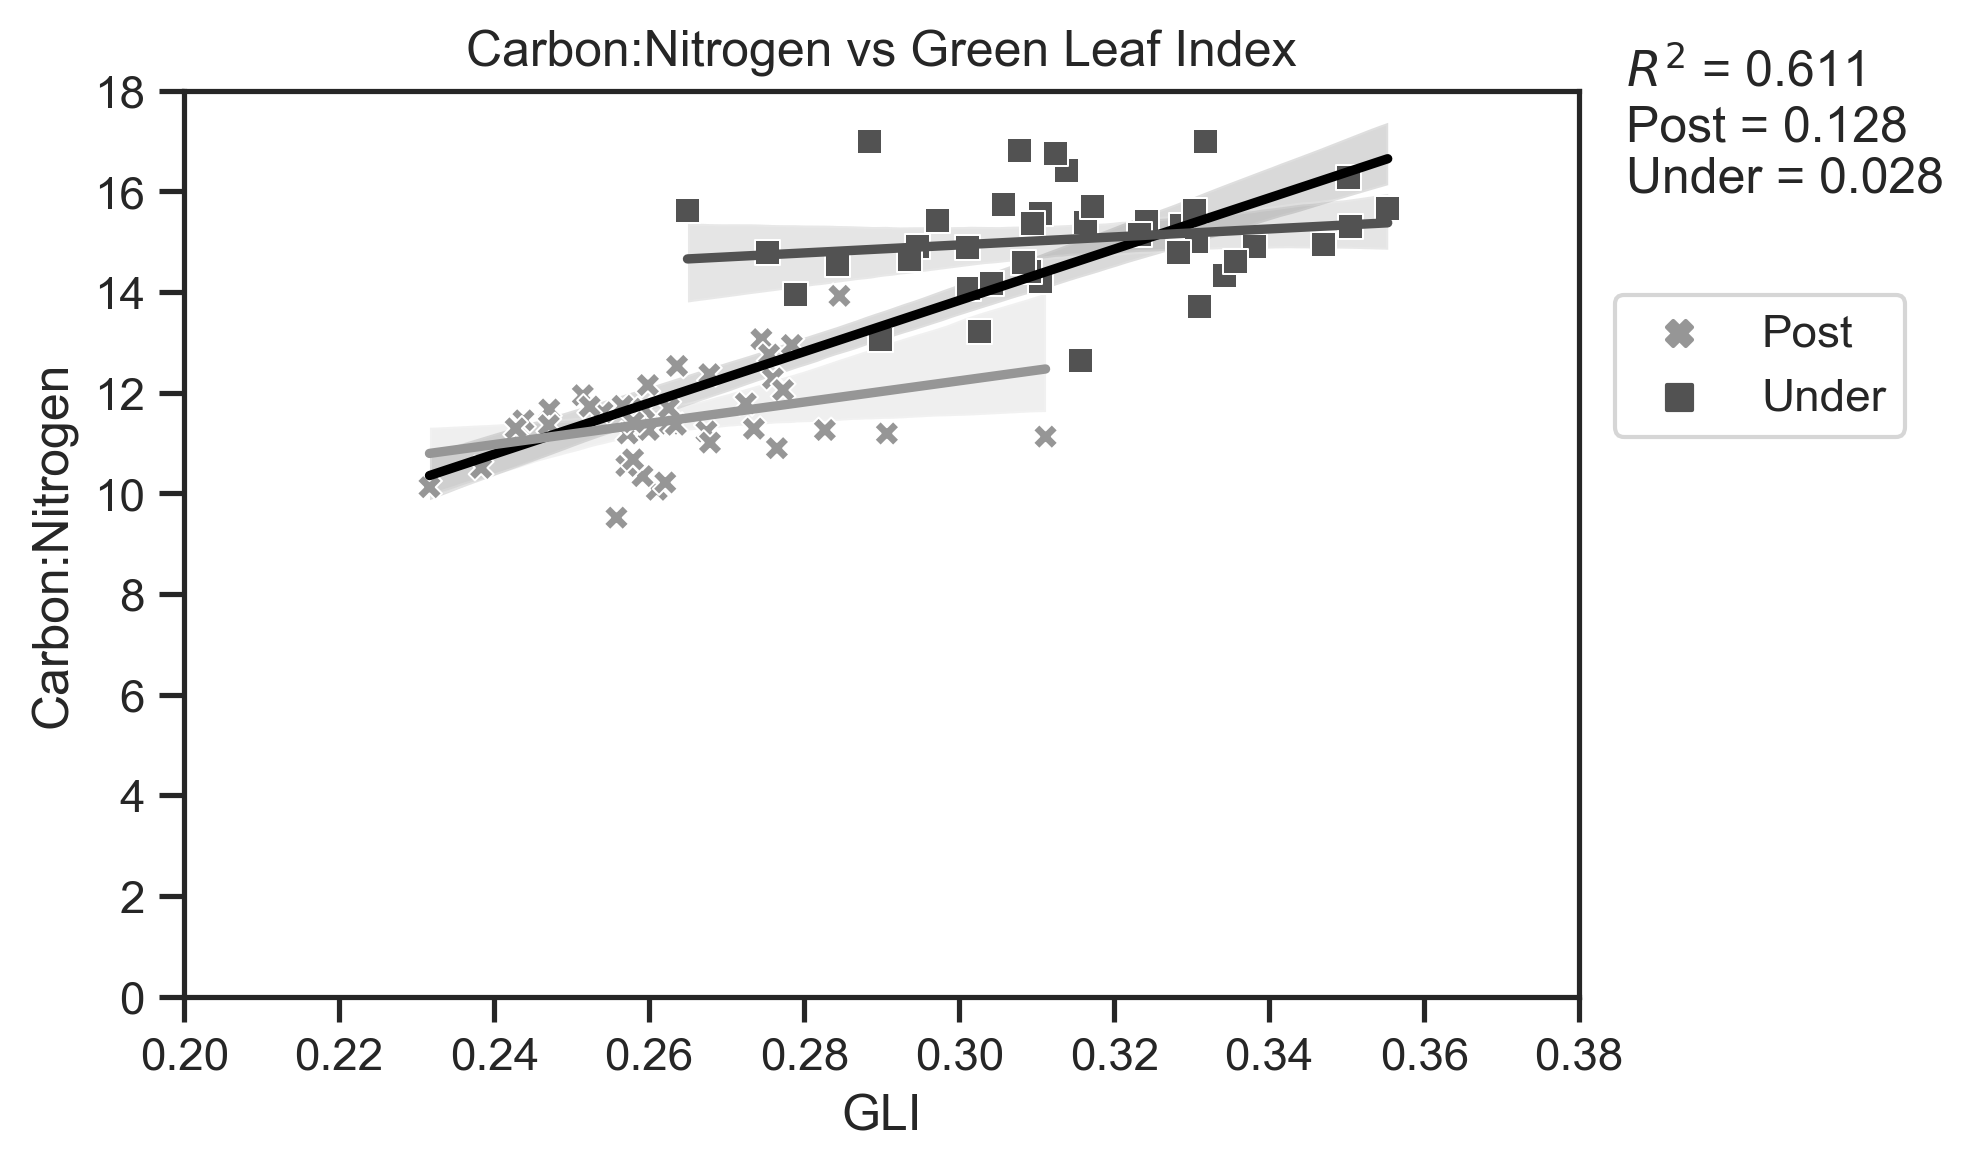 Carbon:Nitrogen vs Green Leaf Index
R² = 0.611
Post = 0.128
Under = 0.028
Post
Under
Carbon:Nitrogen
18
16
14
12
10
8
6
4
2
0
0.20 0.22 0.24 0.26 0.28 0.30 0.32 0.34 0.36 0.38
GLI